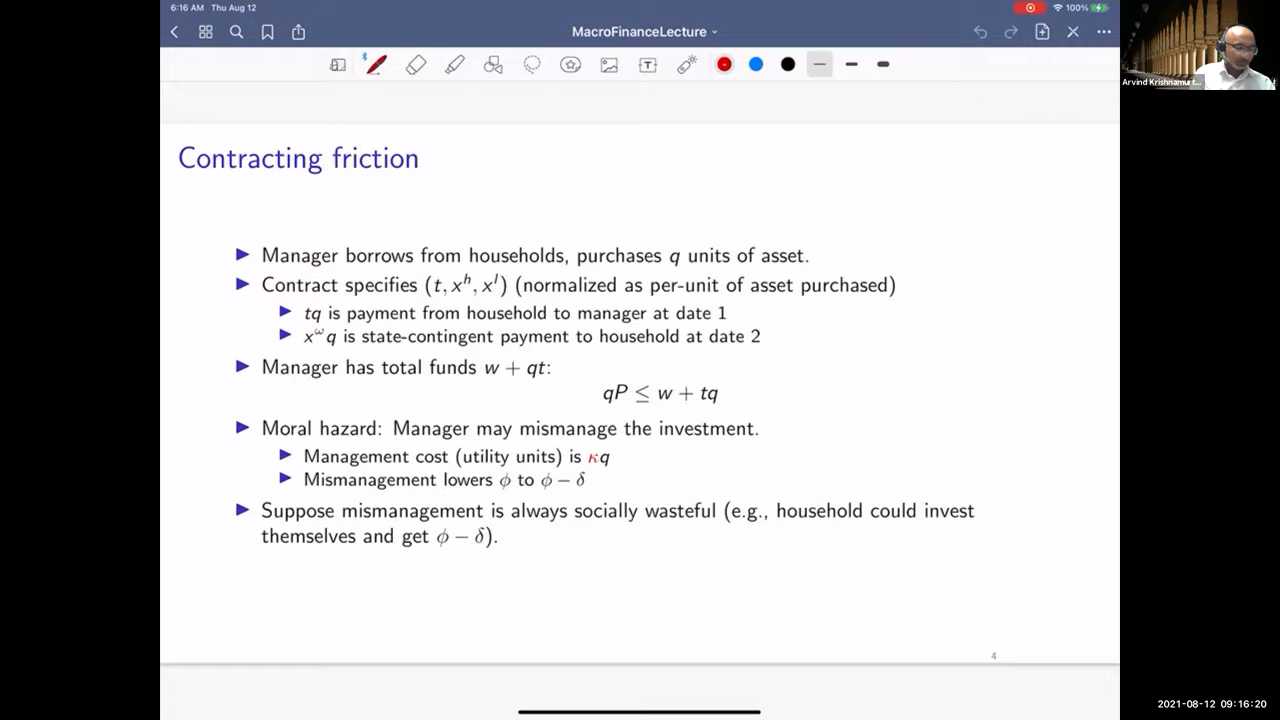 6:16 AM Thu Aug 12
100%
MacroFinanceLecture
T
Arvind Krishnamurt...
Contracting friction
► Manager borrows from households, purchases q units of asset.
► Contract specifies (t, xʰ, xˡ) (normalized as per-unit of asset purchased)
► tq is payment from household to manager at date 1
► x^ω q is state-contingent payment to household at date 2
► Manager has total funds w + qt:
qP ≤ w + tq
► Moral hazard: Manager may mismanage the investment.
► Management cost (utility units) is κq
► Mismanagement lowers ϕ to ϕ − δ
► Suppose mismanagement is always socially wasteful (e.g., household could invest
themselves and get ϕ − δ).
4
2021-08-12 09:16:20